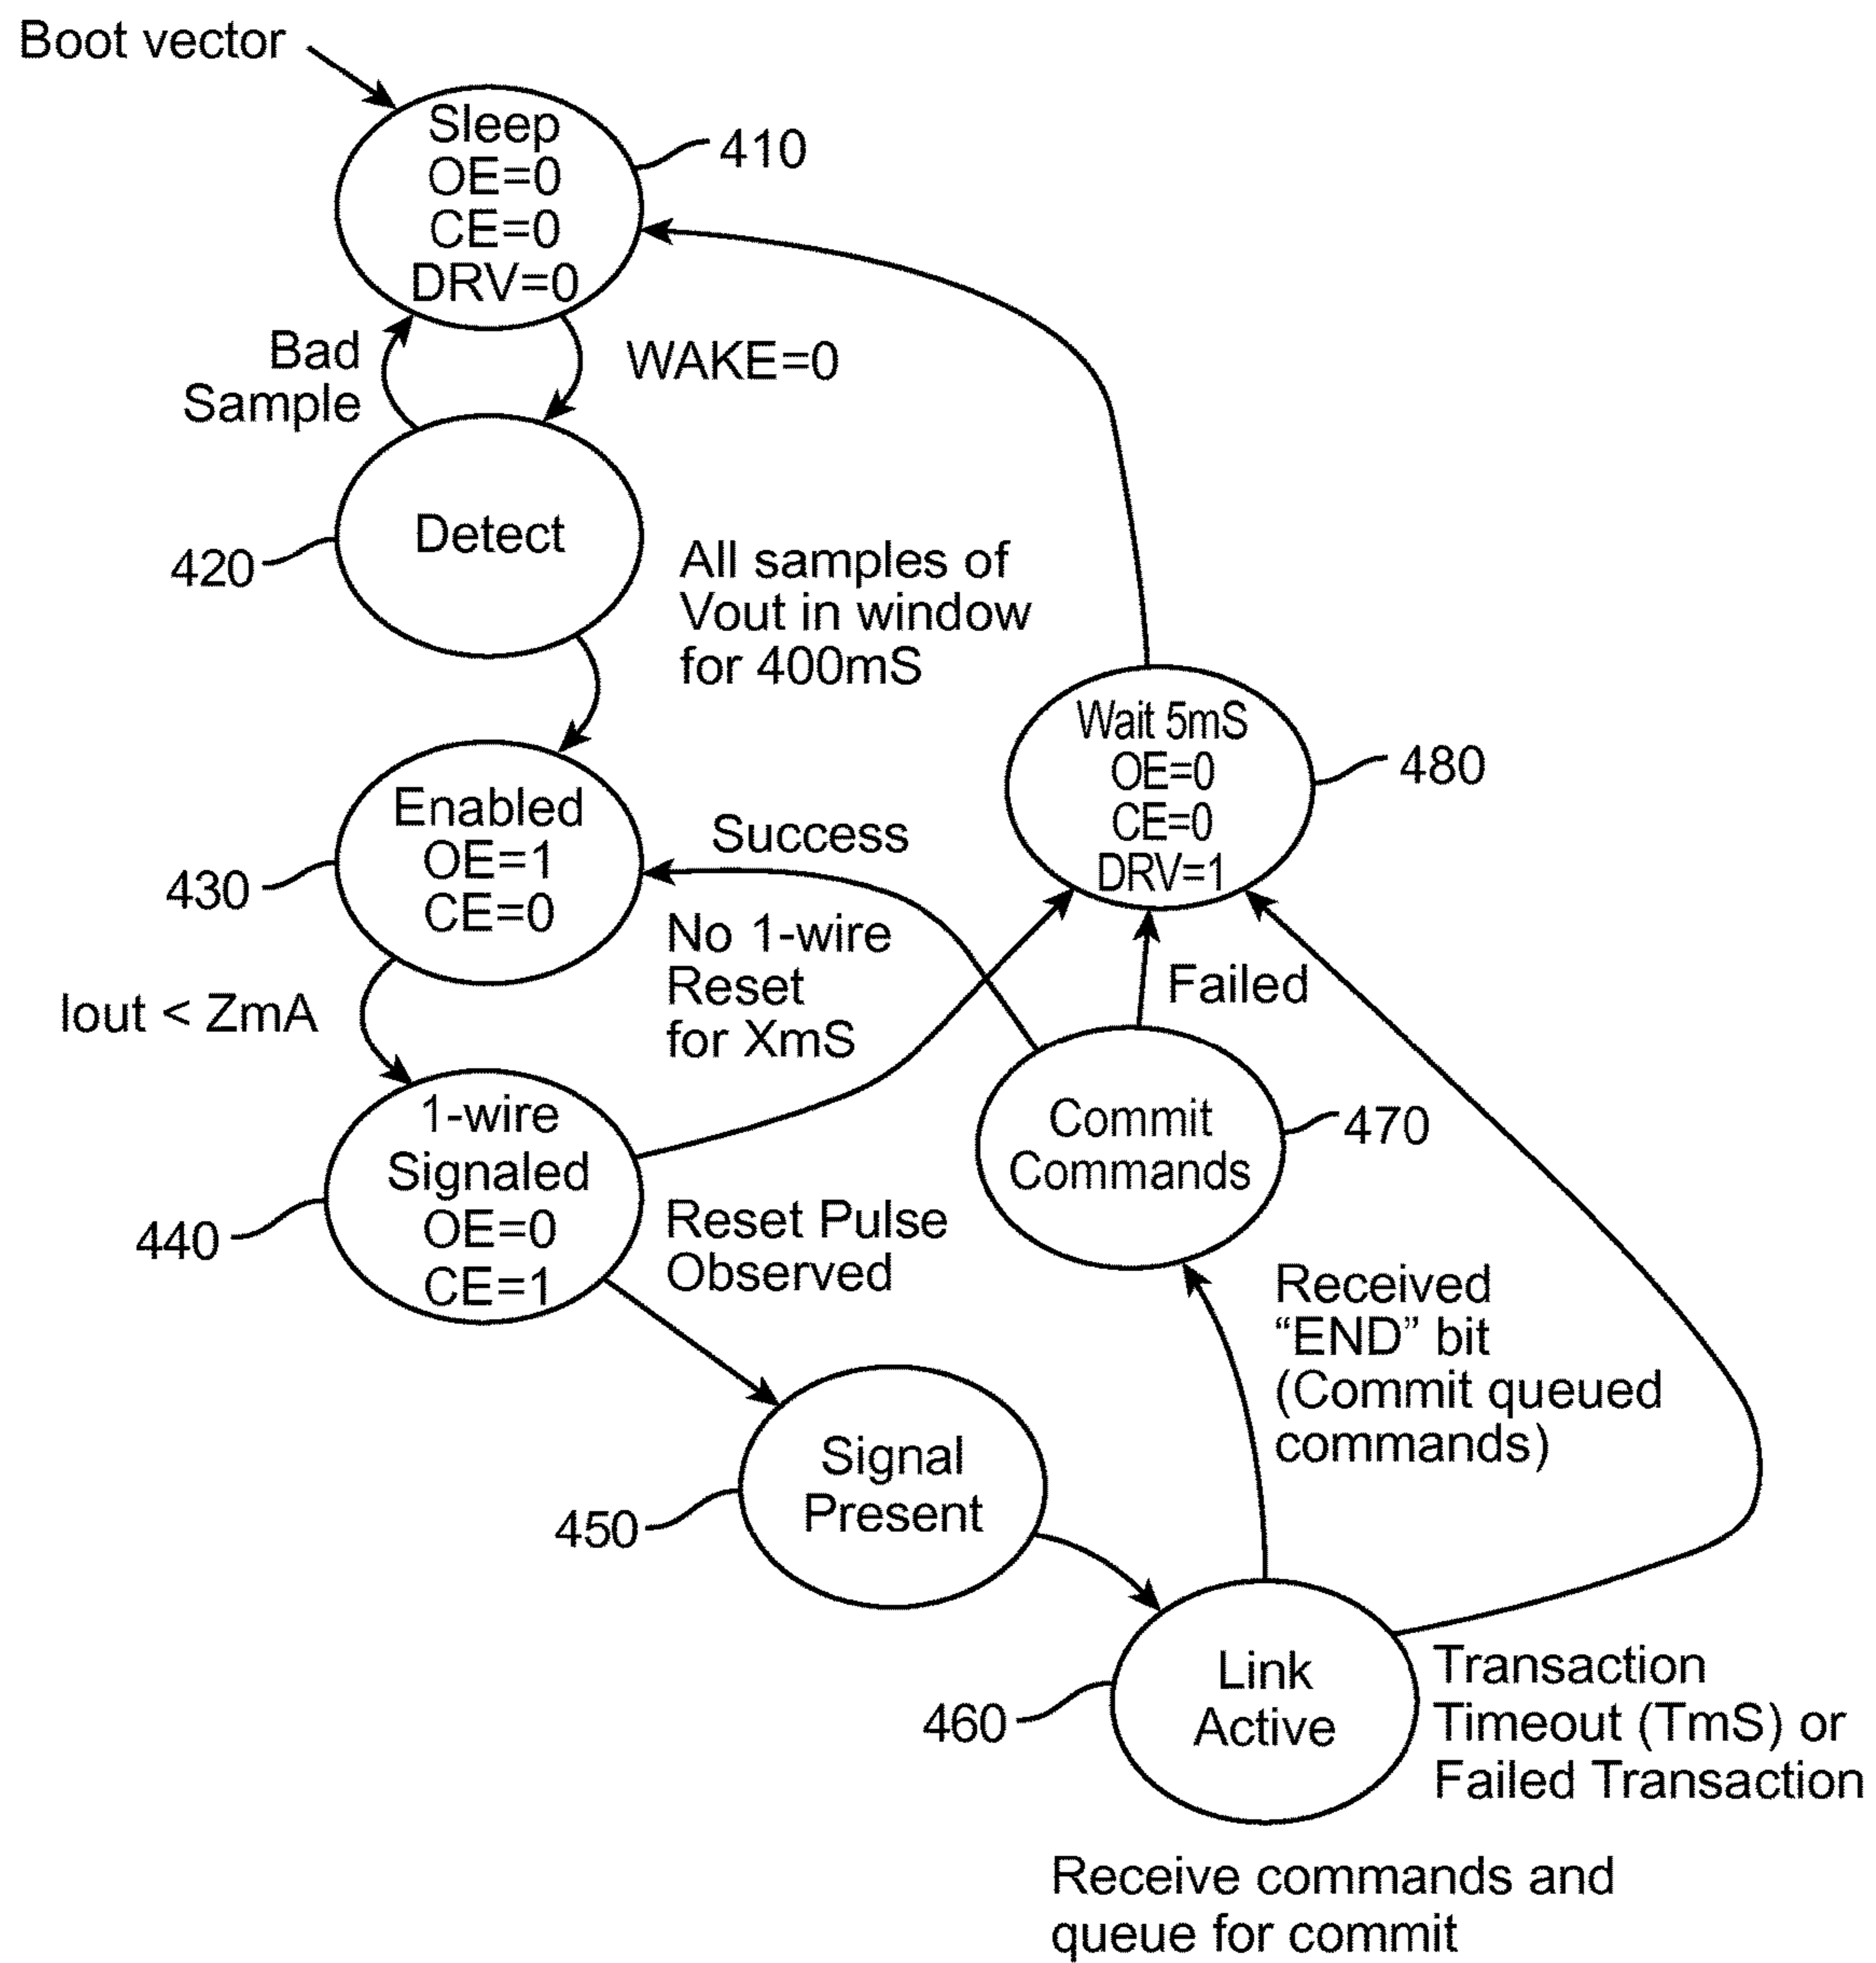 Boot vector
Sleep
OE=0
CE=0
DRV=0
410
Bad
Sample
WAKE=0
Detect
420
All samples of
Vout in window
for 400mS
Wait 5mS
OE=0
CE=0
DRV=1
480
Enabled
OE=1
CE=0
430
Success
No 1-wire
Reset
for XmS
Failed
Iout < ZmA
1-wire
Signaled
OE=0
CE=1
440
Commit
Commands
470
Reset Pulse
Observed
Received
“END” bit
(Commit queued
commands)
Signal
Present
450
Link
Active
460
Transaction
Timeout (TmS) or
Failed Transaction
Receive commands and
queue for commit